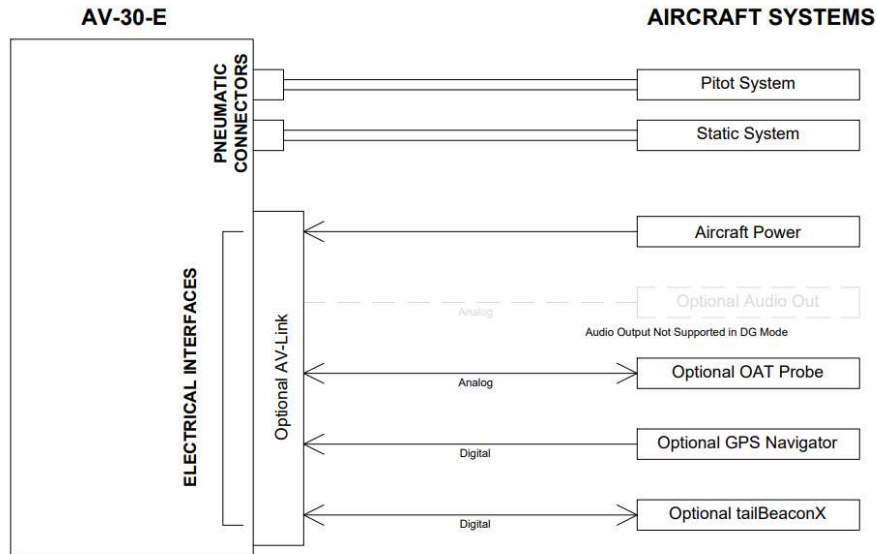 AV-30-E
AIRCRAFT SYSTEMS
PNEUMATIC
CONNECTORS
Pitot System
Static System
ELECTRICAL INTERFACES
Optional AV-Link
Aircraft Power
Optional Audio Out
Analog
Audio Output Not Supported in DG Mode
Optional OAT Probe
Analog
Optional GPS Navigator
Digital
Optional tailBeaconX
Digital